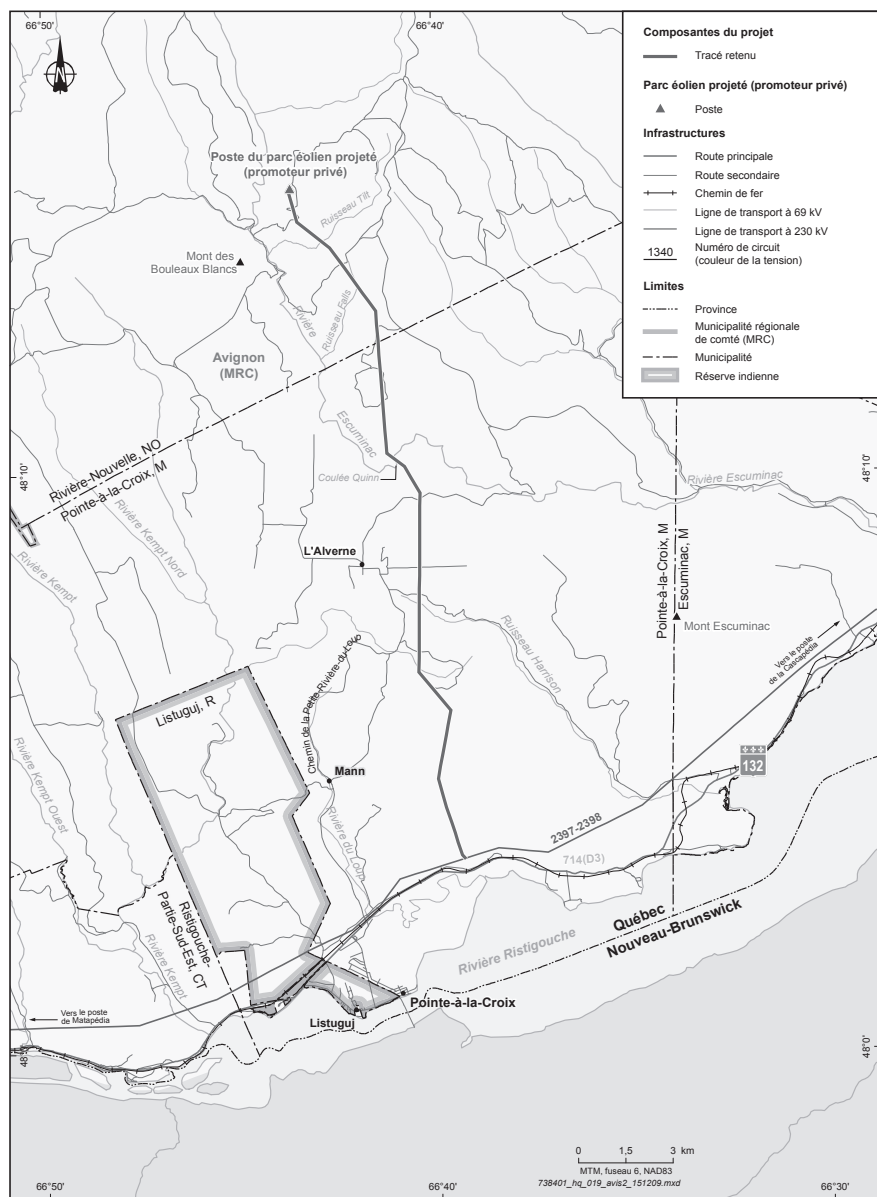 66°50'
66°40'
Composantes du projet
Tracé retenu
Parc éolien projeté (promoteur privé)
Poste
Infrastructures
Route principale
Route secondaire
Chemin de fer
Ligne de transport à 69 kV
Ligne de transport à 230 kV
1340
Numéro de circuit
(couleur de la tension)
Limites
Province
Municipalité régionale
de comté (MRC)
Municipalité
Réserve indienne
N
Poste du parc éolien projeté
(promoteur privé)
Ruisseau Tilt
Mont des
Bouleaux Blancs
Rivière
Ruisseau Falls
Avignon
(MRC)
Escuminac
Rivière-Nouvelle, NO
Pointe-à-la-Croix, M
48°10'
48°10'
Coulée Quinn
Rivière Escuminac
Rivière Kempt Nord
Rivière Kempt
L'Alverne
Pointe-à-la-Croix, M
Escuminac, M
Mont Escuminac
Ruisseau Harrison
Vers le poste
de la Cascapédia
Chemin de la Petite-Rivière-du-Loup
Listuguj, R
Mann
132
Rivière Kempt Ouest
Rivière du Loup
2397-2398
714(D3)
Ristigouche-
Partie-Sud-Est, CT
Rivière Kempt
Québec
Nouveau-Brunswick
Rivière Ristigouche
Pointe-à-la-Croix
Listuguj
Vers le poste
de Matapédia
48°0'
0 1,5 3 km
MTM, fuseau 6, NAD83
738401_hq_019_avis2_151209.mxd
66°50'
66°40'
66°30'